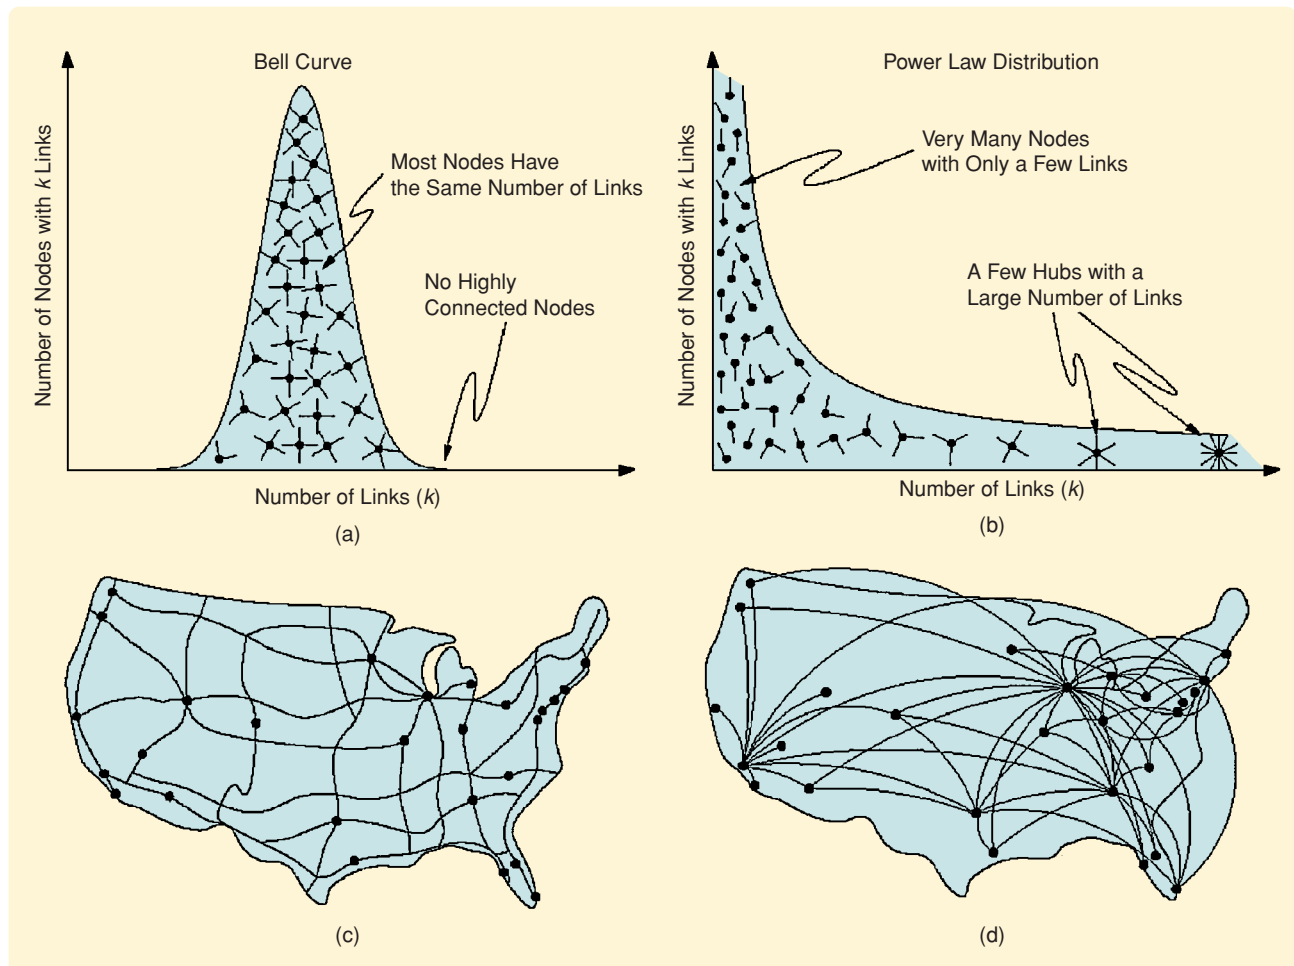 Bell Curve
Number of Nodes with k Links
Most Nodes Have
the Same Number of Links
No Highly
Connected Nodes
Number of Links (k)
(a)
Power Law Distribution
Number of Nodes with k Links
Very Many Nodes
with Only a Few Links
A Few Hubs with a
Large Number of Links
Number of Links (k)
(b)
(c)
(d)